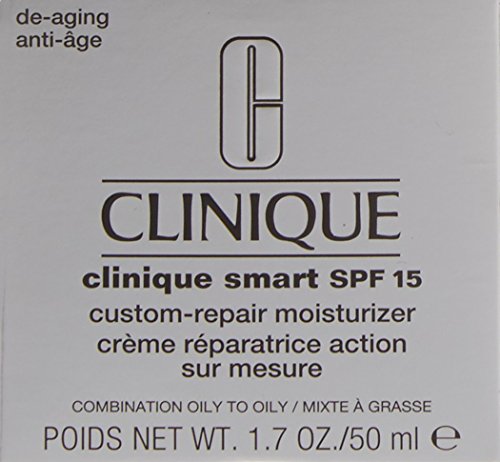 de-aging
anti-âge
C
CLINIQUE
clinique smart SPF 15
custom-repair moisturizer
crème réparatrice action
sur mesure
COMBINATION OILY TO OILY / MIXTE À GRASSE
POIDS NET WT. 1.7 OZ./50 ml ℮